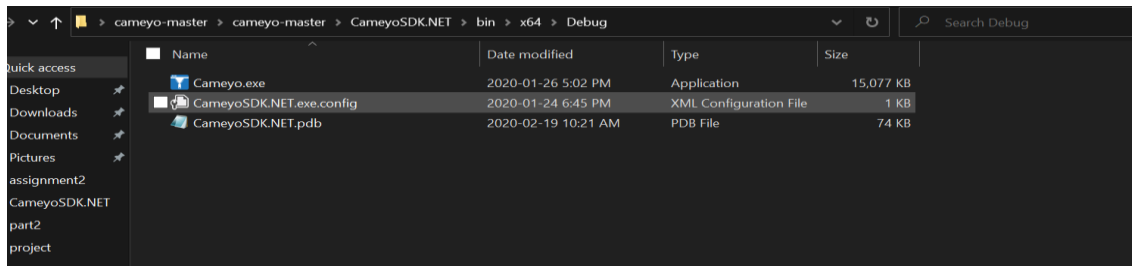 cameyo-master > cameyo-master > CameyoSDK.NET > bin > x64 > Debug
Search Debug
Name Date modified Type Size
Quick access
Desktop
Downloads
Documents
Pictures
assignment2
CameyoSDK.NET
part2
project
Cameyo.exe 2020-01-26 5:02 PM Application 15,077 KB
CameyoSDK.NET.exe.config 2020-01-24 6:45 PM XML Configuration File 1 KB
CameyoSDK.NET.pdb 2020-02-19 10:21 AM PDB File 74 KB